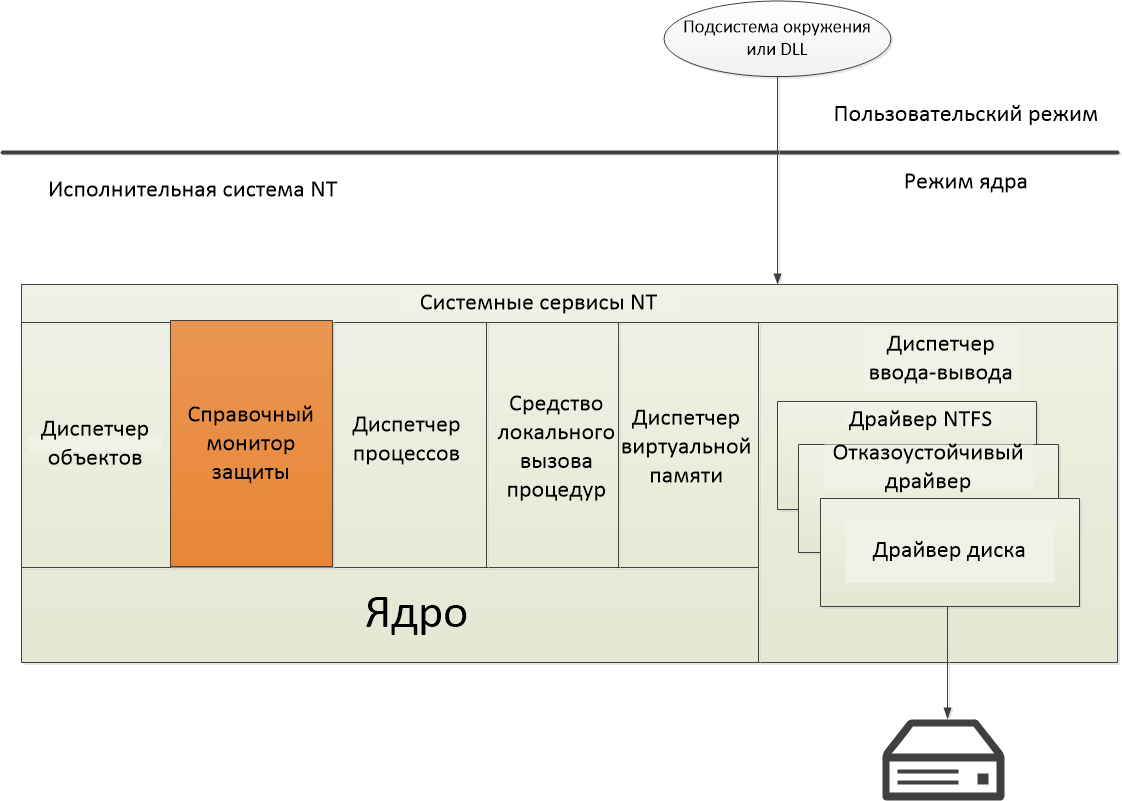 Подсистема окружения
или DLL
Пользовательский режим
Исполнительная система NT
Режим ядра
Системные сервисы NT
Диспетчер
объектов
Справочный
монитор
защиты
Диспетчер
процессов
Средство
локального
вызова
процедур
Диспетчер
виртуальной
памяти
Диспетчер
ввода-вывода
Драйвер NTFS
Отказоустойчивый
драйвер
Драйвер диска
Ядро